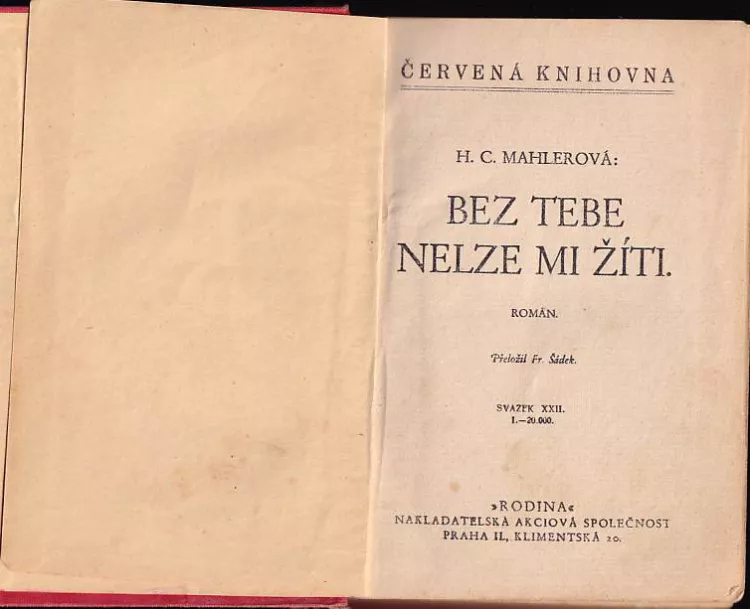 ČERVENÁ KNIHOVNA
H. C. MAHLEROVÁ:
BEZ TEBE
NELZE MI ŽÍTI.
ROMÁN.
Přeložil Fr. Šádek.
SVAZEK XXII.
1.—20.000.
»RODINA«
NAKLADATELSKÁ AKCIOVÁ SPOLEČNOST
PRAHA II., KLIMENTSKÁ 20.